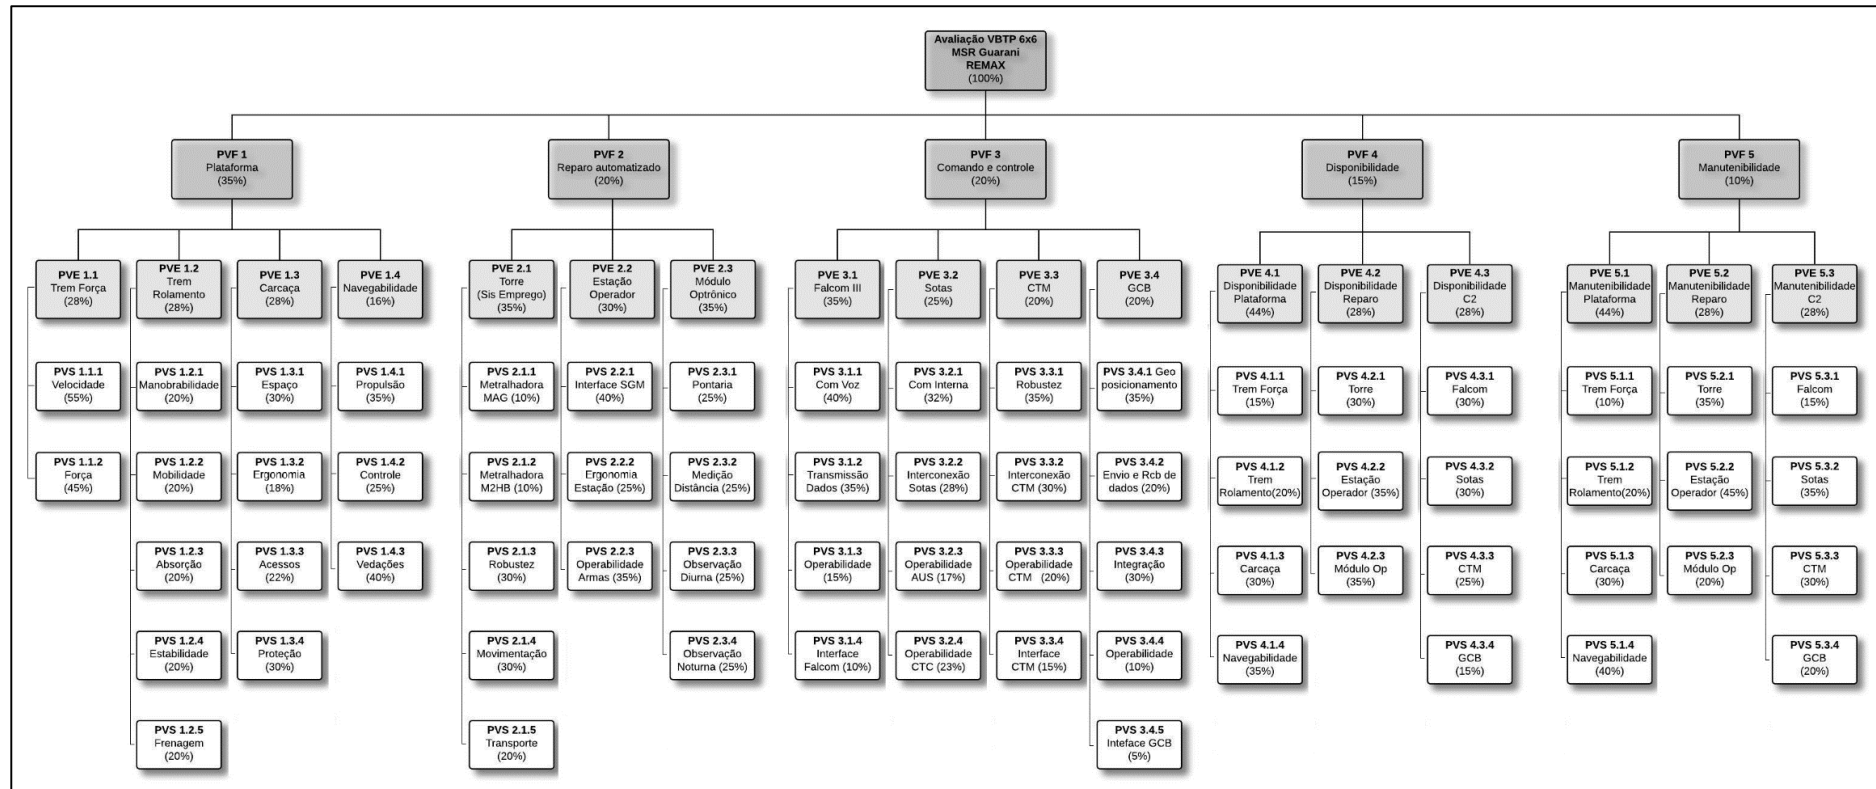 Avaliação VBTP 6x6
MSR Guarani
REMAX
(100%)
PVF 1
Plataforma
(35%)
PVF 2
Reparo automatizado
(20%)
PVF 3
Comando e controle
(20%)
PVF 4
Disponibilidade
(15%)
PVF 5
Manutenibilidade
(10%)
PVE 1.1
Trem Força
(28%)
PVE 1.2
Trem
Rolamento
(28%)
PVE 1.3
Carcaça
(28%)
PVE 1.4
Navegabilidade
(16%)
PVE 2.1
Torre
(Sis Emprego)
(35%)
PVE 2.2
Estação
Operador
(30%)
PVE 2.3
Módulo
Optrônico
(35%)
PVE 3.1
Falcom III
(35%)
PVE 3.2
Sotas
(25%)
PVE 3.3
CTM
(20%)
PVE 3.4
GCB
(20%)
PVE 4.1
Disponibilidade
Plataforma
(44%)
PVE 4.2
Disponibilidade
Reparo
(28%)
PVE 4.3
Disponibilidade
C2
(28%)
PVE 5.1
Manutenibilidade
Plataforma
(44%)
PVE 5.2
Manutenibilidade
Reparo
(28%)
PVE 5.3
Manutenibilidade
C2
(28%)
PVS 1.1.1
Velocidade
(55%)
PVS 1.2.1
Manobrabilidade
(20%)
PVS 1.3.1
Espaço
(30%)
PVS 1.4.1
Propulsão
(35%)
PVS 2.1.1
Metralhadora
MAG (10%)
PVS 2.2.1
Interface SGM
(40%)
PVS 2.3.1
Pontaria
(25%)
PVS 3.1.1
Com Voz
(40%)
PVS 3.2.1
Com Interna
(32%)
PVS 3.3.1
Robustez
(35%)
PVS 3.4.1 Geo
posicionamento
(35%)
PVS 4.1.1
Trem Força
(15%)
PVS 4.2.1
Torre
(30%)
PVS 4.3.1
Falcom
(30%)
PVS 5.1.1
Trem Força
(10%)
PVS 5.2.1
Torre
(35%)
PVS 5.3.1
Falcom
(15%)
PVS 1.1.2
Força
(45%)
PVS 1.2.2
Mobilidade
(20%)
PVS 1.3.2
Ergonomia
(18%)
PVS 1.4.2
Controle
(25%)
PVS 2.1.2
Metralhadora
M2HB (10%)
PVS 2.2.2
Ergonomia
Estação (25%)
PVS 2.3.2
Medição
Distância (25%)
PVS 3.1.2
Transmissão
Dados (35%)
PVS 3.2.2
Interconexão
Sotas (28%)
PVS 3.3.2
Interconexão
CTM (30%)
PVS 3.4.2
Envio e Rcb de
dados (20%)
PVS 4.1.2
Trem
Rolamento(20%)
PVS 4.2.2
Estação
Operador (35%)
PVS 4.3.2
Sotas
(30%)
PVS 5.1.2
Trem
Rolamento(20%)
PVS 5.2.2
Estação
Operador (45%)
PVS 5.3.2
Sotas
(35%)
PVS 1.2.3
Absorção
(20%)
PVS 1.3.3
Acessos
(22%)
PVS 1.4.3
Vedações
(40%)
PVS 2.1.3
Robustez
(30%)
PVS 2.2.3
Operabilidade
Armas (35%)
PVS 2.3.3
Observação
Diurna (25%)
PVS 3.1.3
Operabilidade
(15%)
PVS 3.2.3
Operabilidade
AUS (17%)
PVS 3.3.3
Operabilidade
CTM (20%)
PVS 3.4.3
Integração
(30%)
PVS 4.1.3
Carcaça
(30%)
PVS 4.2.3
Módulo Op
(35%)
PVS 4.3.3
CTM
(25%)
PVS 5.1.3
Carcaça
(30%)
PVS 5.2.3
Módulo Op
(20%)
PVS 5.3.3
CTM
(30%)
PVS 1.2.4
Estabilidade
(20%)
PVS 1.3.4
Proteção
(30%)
PVS 2.1.4
Movimentação
(30%)
PVS 2.3.4
Observação
Noturna (25%)
PVS 3.1.4
Interface
Falcom (10%)
PVS 3.2.4
Operabilidade
CTC (23%)
PVS 3.3.4
Interface
CTM (15%)
PVS 3.4.4
Operabilidade
(10%)
PVS 4.1.4
Navegabilidade
(35%)
PVS 4.3.4
GCB
(15%)
PVS 5.1.4
Navegabilidade
(40%)
PVS 5.3.4
GCB
(20%)
PVS 1.2.5
Frenagem
(20%)
PVS 2.1.5
Transporte
(20%)
PVS 3.4.5
Inteface GCB
(5%)